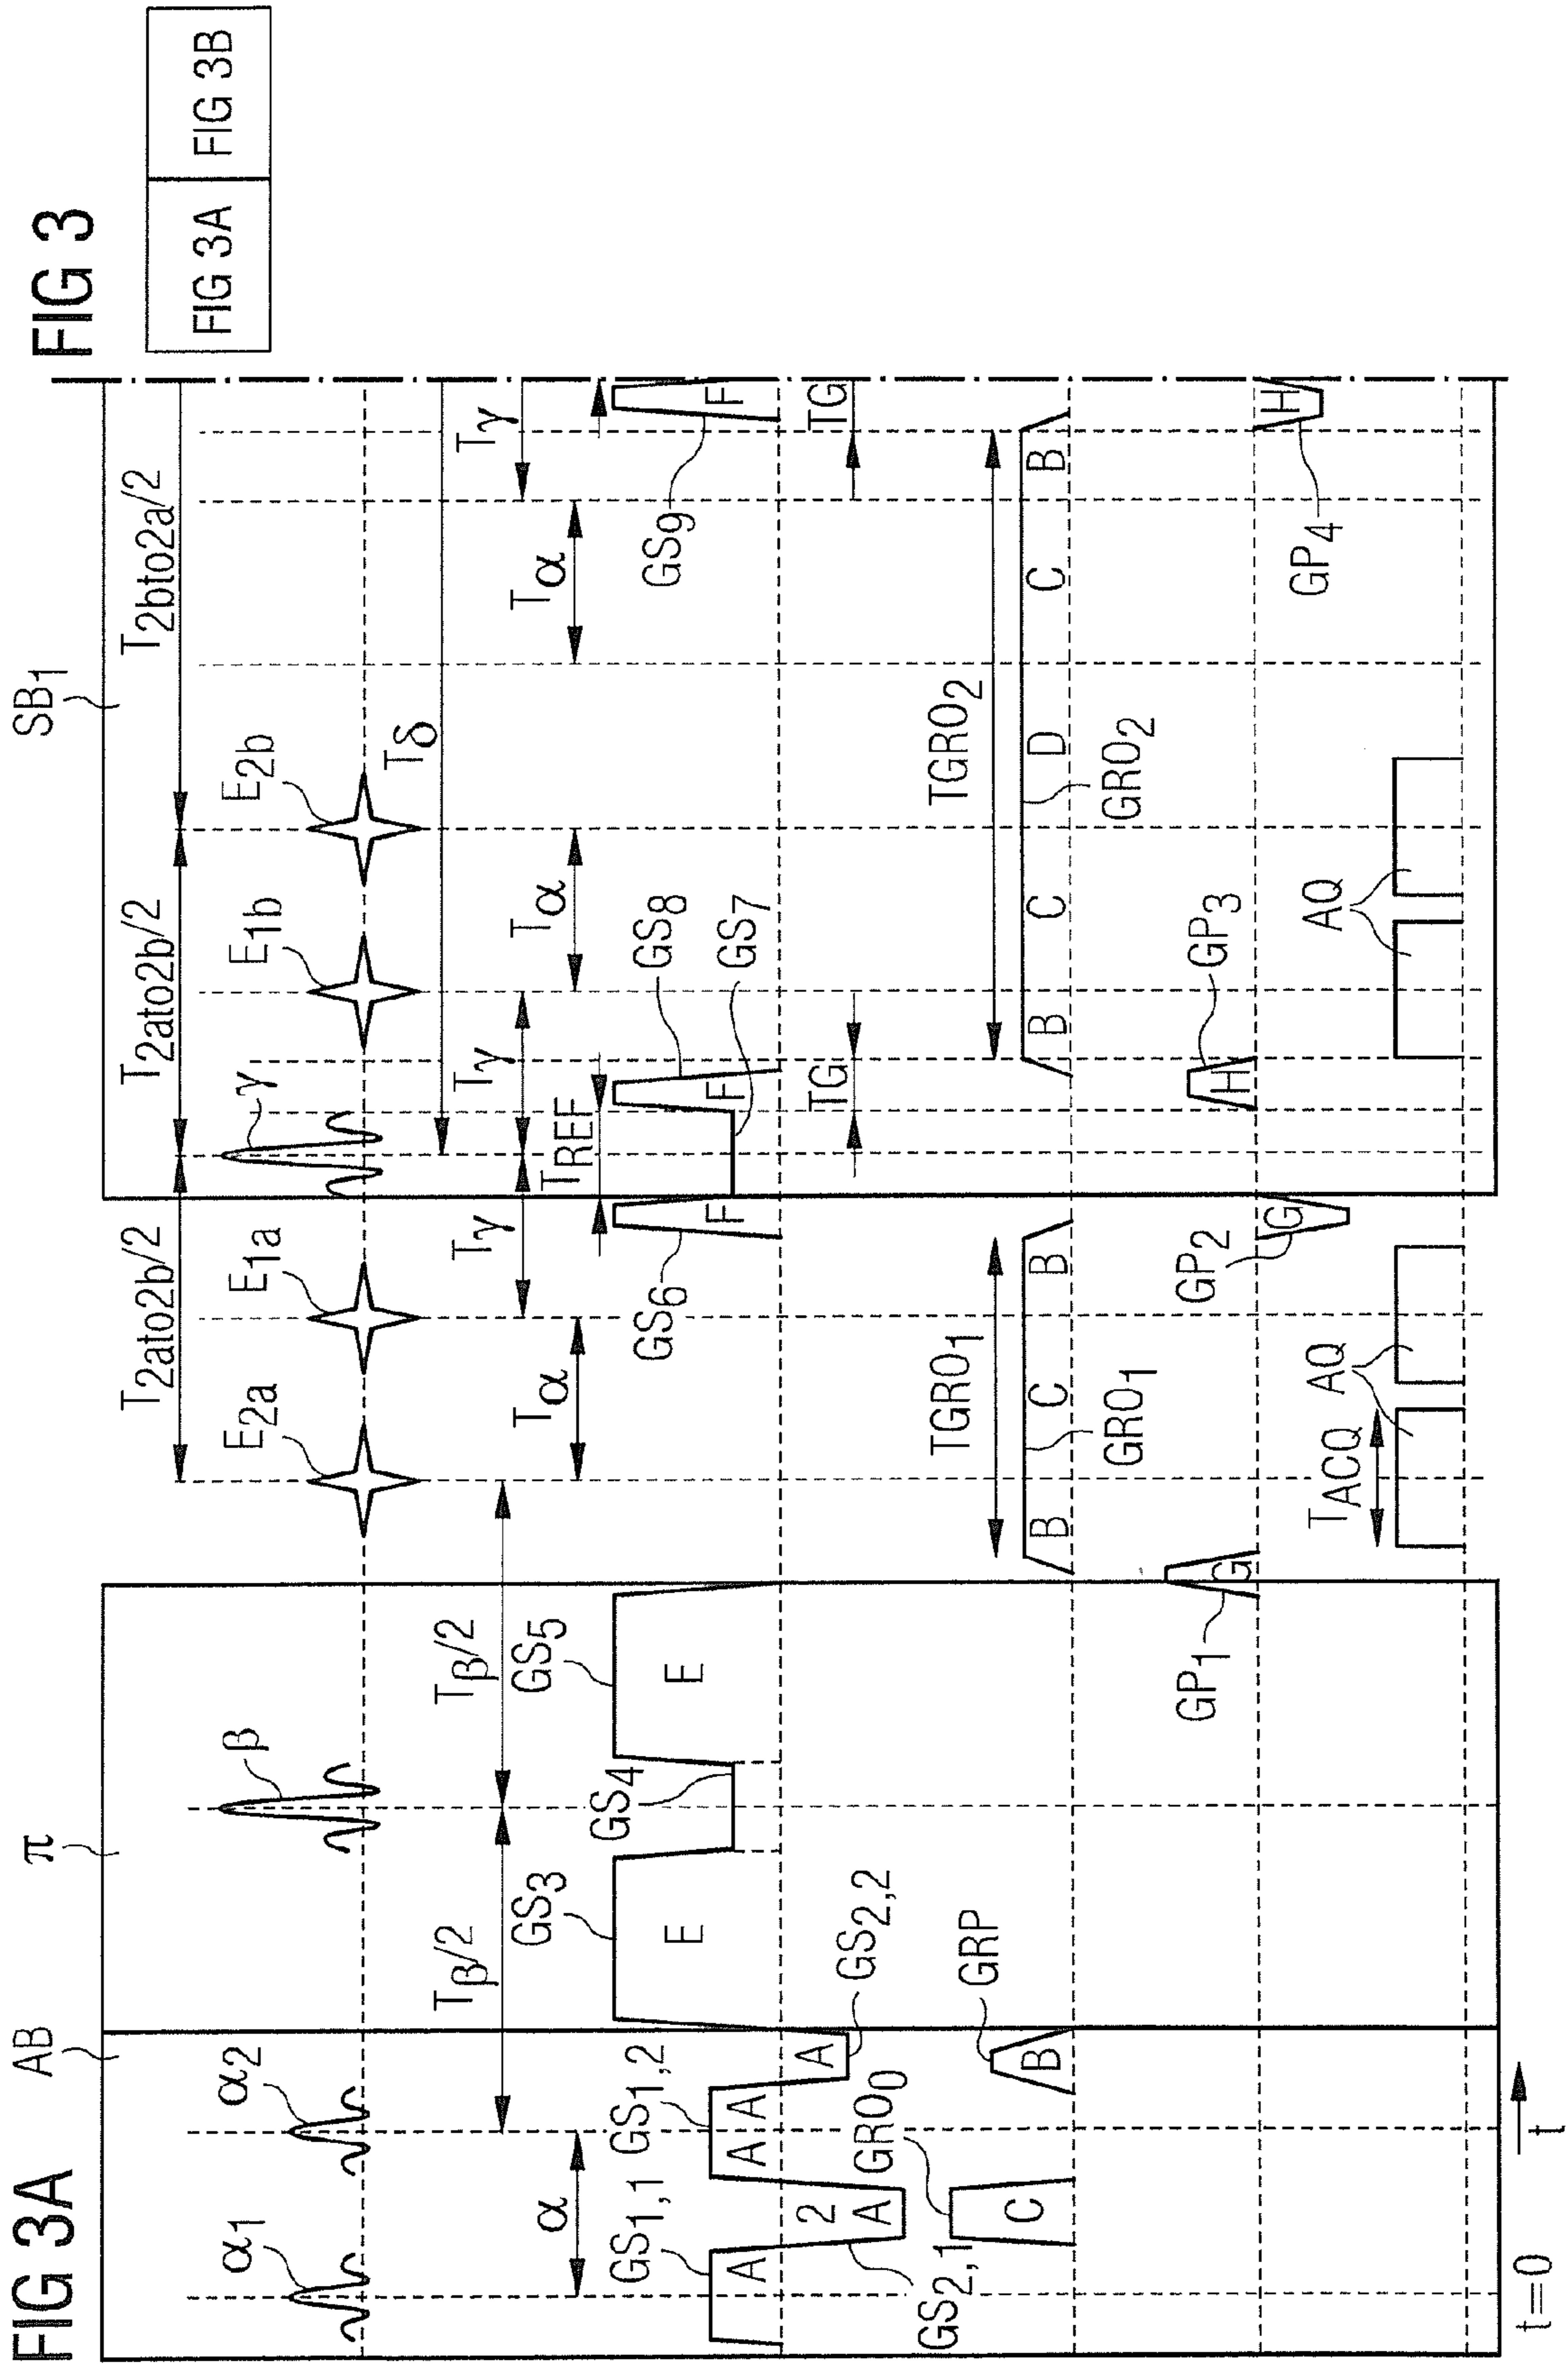 FIG 3
FIG 3A FIG 3B
FIG 3A
AB π SB1
α1 α2 β E2a E1a γ E1b E2b
T2ato2b/2 T2ato2b/2 T2bto2a/2
Tδ
Tβ/2 Tβ/2 Tγ Tγ Tγ
α Tα Tα Tα
TREF
GS1,1 GS1,2 GS3 GS4 GS5 GS6 GS8 GS7 GS9
A A A E E F F F
2
A A
GS2,1 GS2,2
TG TG
GRO0 GRP TGRO1 TGRO2
C B B C B B C D C B
GRO1 GRO2
GP1 GP2 GP3 GP4
G G H H
TACQ AQ AQ
t=0 t